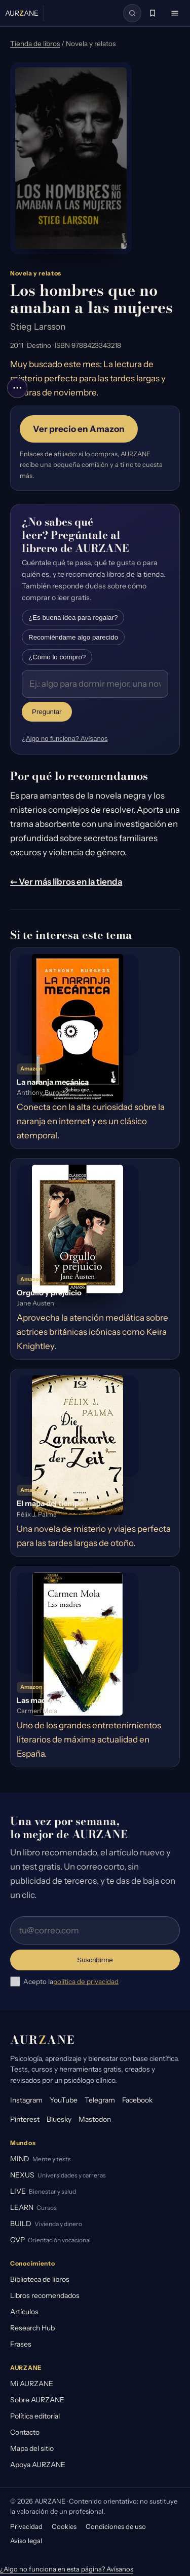 AURZANE
Tienda de libros / Novela y relatos
LOS HOMBRES QUE NO
AMABAN A LAS MUJERES
STIEG LARSSON
Novela y relatos
Los hombres que no
amaban a las mujeres
Stieg Larsson
2011 · Destino · ISBN 9788423343218
Muy buscado este mes: La lectura de
misterio perfecta para las tardes largas y
de noviembre.
Ver precio en Amazon
Enlaces de afiliado: si lo compras, AURZANE
recibe una pequeña comisión y a ti no te cuesta
más.
¿No sabes qué
leer? Pregúntale al
librero de AURZANE
Cuéntale qué te pasa, qué te gusta o para
quién es, y te recomienda libros de la tienda.
También responde dudas sobre cómo
comprar o leer gratis.
¿Es buena idea para regalar?
Recomiéndame algo parecido
¿Cómo lo compro?
Ej.: algo para dormir mejor, una nov
Preguntar
¿Algo no funciona? Avísanos
Por qué lo recomendamos
Es para amantes de la novela negra y los
misterios complejos de resolver. Aporta una
trama absorbente con una investigación en
profundidad sobre secretos familiares
oscuros y violencia de género.
← Ver más libros en la tienda
Si te interesa este tema
ANTHONY BURGESS
LA NARANJA
MECÁNICA
Amazon
La naranja mecánica
Anthony Burgess
Conecta con la alta curiosidad sobre la
naranja en internet y es un clásico
atemporal.
Orgullo
y prejuicio
Jane Austen
Orgullo y prejuicio
Jane Austen
Aprovecha la atención mediática sobre
actrices británicas icónicas como Keira
Knightley.
FÉLIX J. PALMA
Die
Landkarte
der Zeit
El mapa
Félix J. Palma
Una novela de misterio y viajes perfecta
para las tardes largas de otoño.
Carmen Mola
Las madres
Amazon
Las madres
Carmen Mola
Uno de los grandes entretenimientos
literarios de máxima actualidad en
España.
Una vez por semana,
lo mejor de AURZANE
Un libro recomendado, el artículo nuevo y
un test gratis. Un correo corto, sin
publicidad de terceros, y te das de baja con
un clic.
tu@correo.com
Suscribirme
Acepto la política de privacidad
AURZANE
Psicología, aprendizaje y bienestar con base científica.
Tests, cursos y herramientas gratis, creados y
revisados por un psicólogo clínico.
Instagram YouTube Telegram Facebook
Pinterest Bluesky Mastodon
Mundos
MIND Mente y tests
NEXUS Universidades y carreras
LIVE Bienestar y salud
LEARN Cursos
BUILD Vivienda y dinero
OVP Orientación vocacional
Conocimiento
Biblioteca de libros
Libros recomendados
Artículos
Research Hub
Frases
AURZANE
Mi AURZANE
Sobre AURZANE
Política editorial
Contacto
Mapa del sitio
Apoya AURZANE
© 2026 AURZANE · Contenido orientativo: no sustituye
la valoración de un profesional.
Privacidad Cookies Condiciones de uso
Aviso legal
¿Algo no funciona en esta página? Avísanos